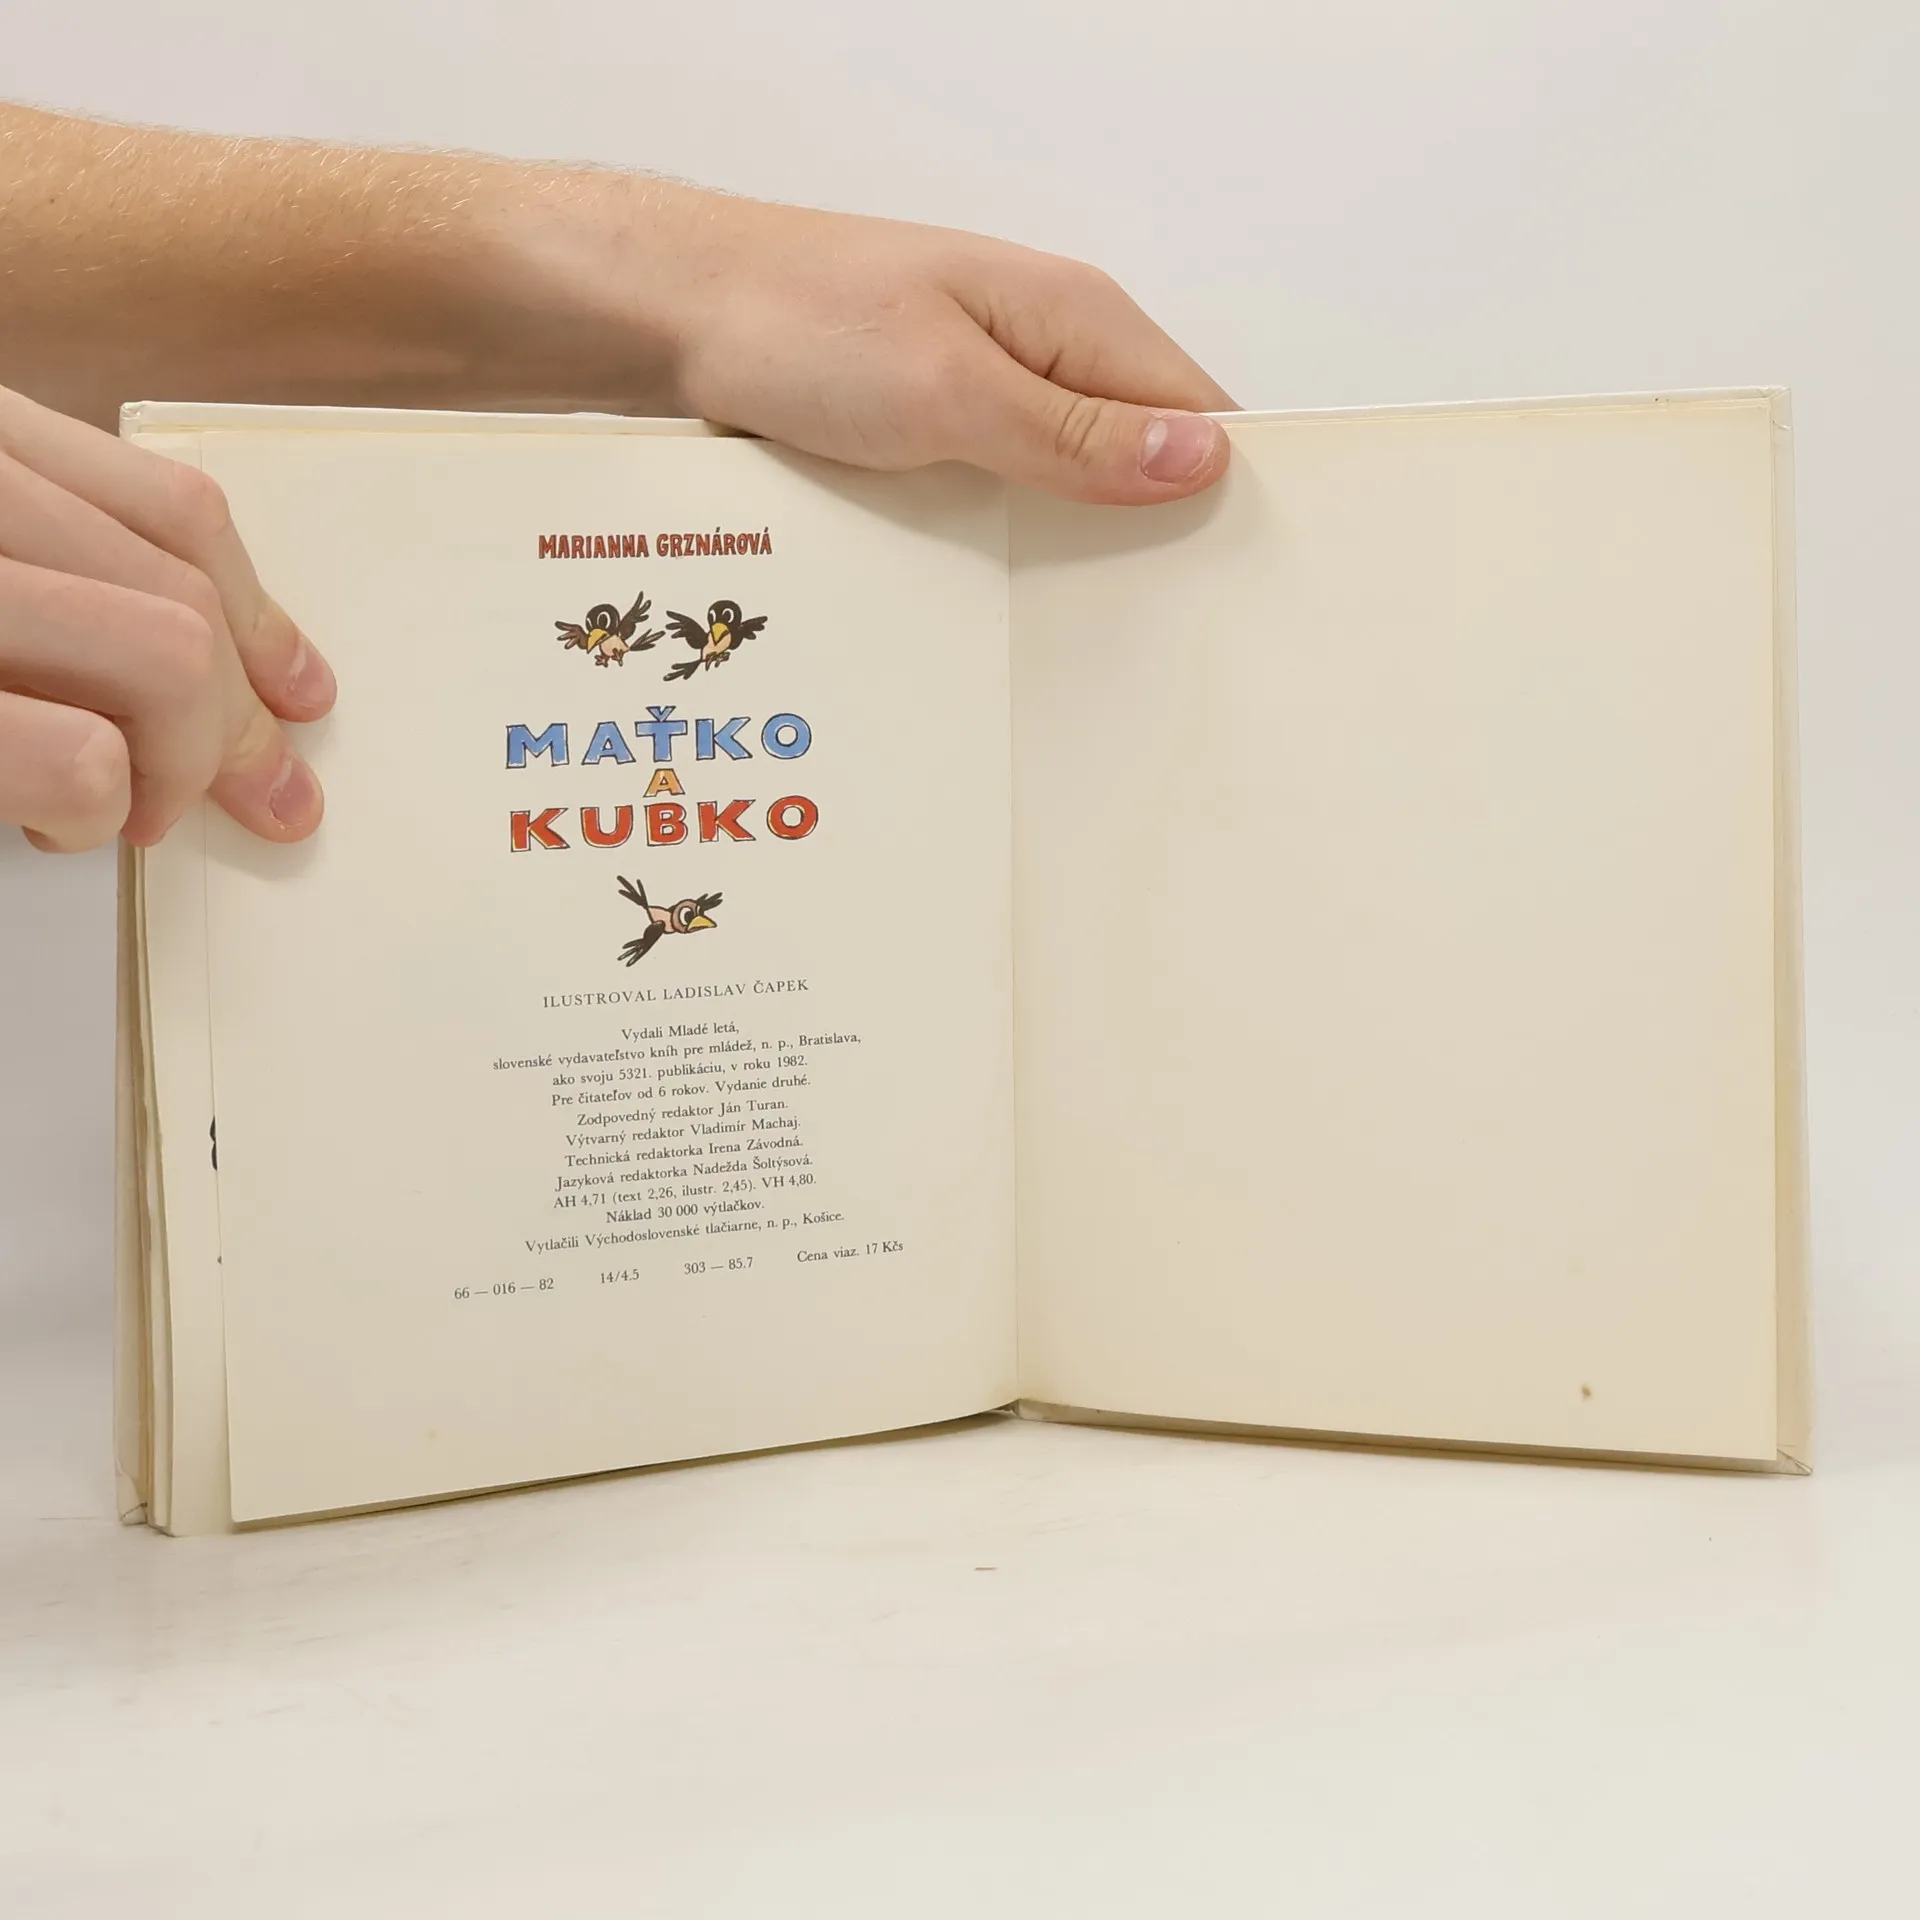 MARIANNA GRZNÁROVÁ
MAŤKO
A
KUBKO
ILUSTROVAL LADISLAV ČAPEK
Vydali Mladé letá,
slovenské vydavateľstvo kníh pre mládež, n. p., Bratislava,
ako svoju 5321. publikáciu, v roku 1982.
Pre čitateľov od 6 rokov. Vydanie druhé.
Zodpovedný redaktor Ján Turan.
Výtvarný redaktor Vladimír Machaj.
Technická redaktorka Irena Závodná.
Jazyková redaktorka Nadežda Šoltýsová.
AH 4,71 (text 2,26, ilustr. 2,45). VH 4,80.
Náklad 30 000 výtlačkov.
Vytlačili Východoslovenské tlačiarne, n. p., Košice.
66 — 016 — 82 14/4.5 303 — 85.7 Cena viaz. 17 Kčs